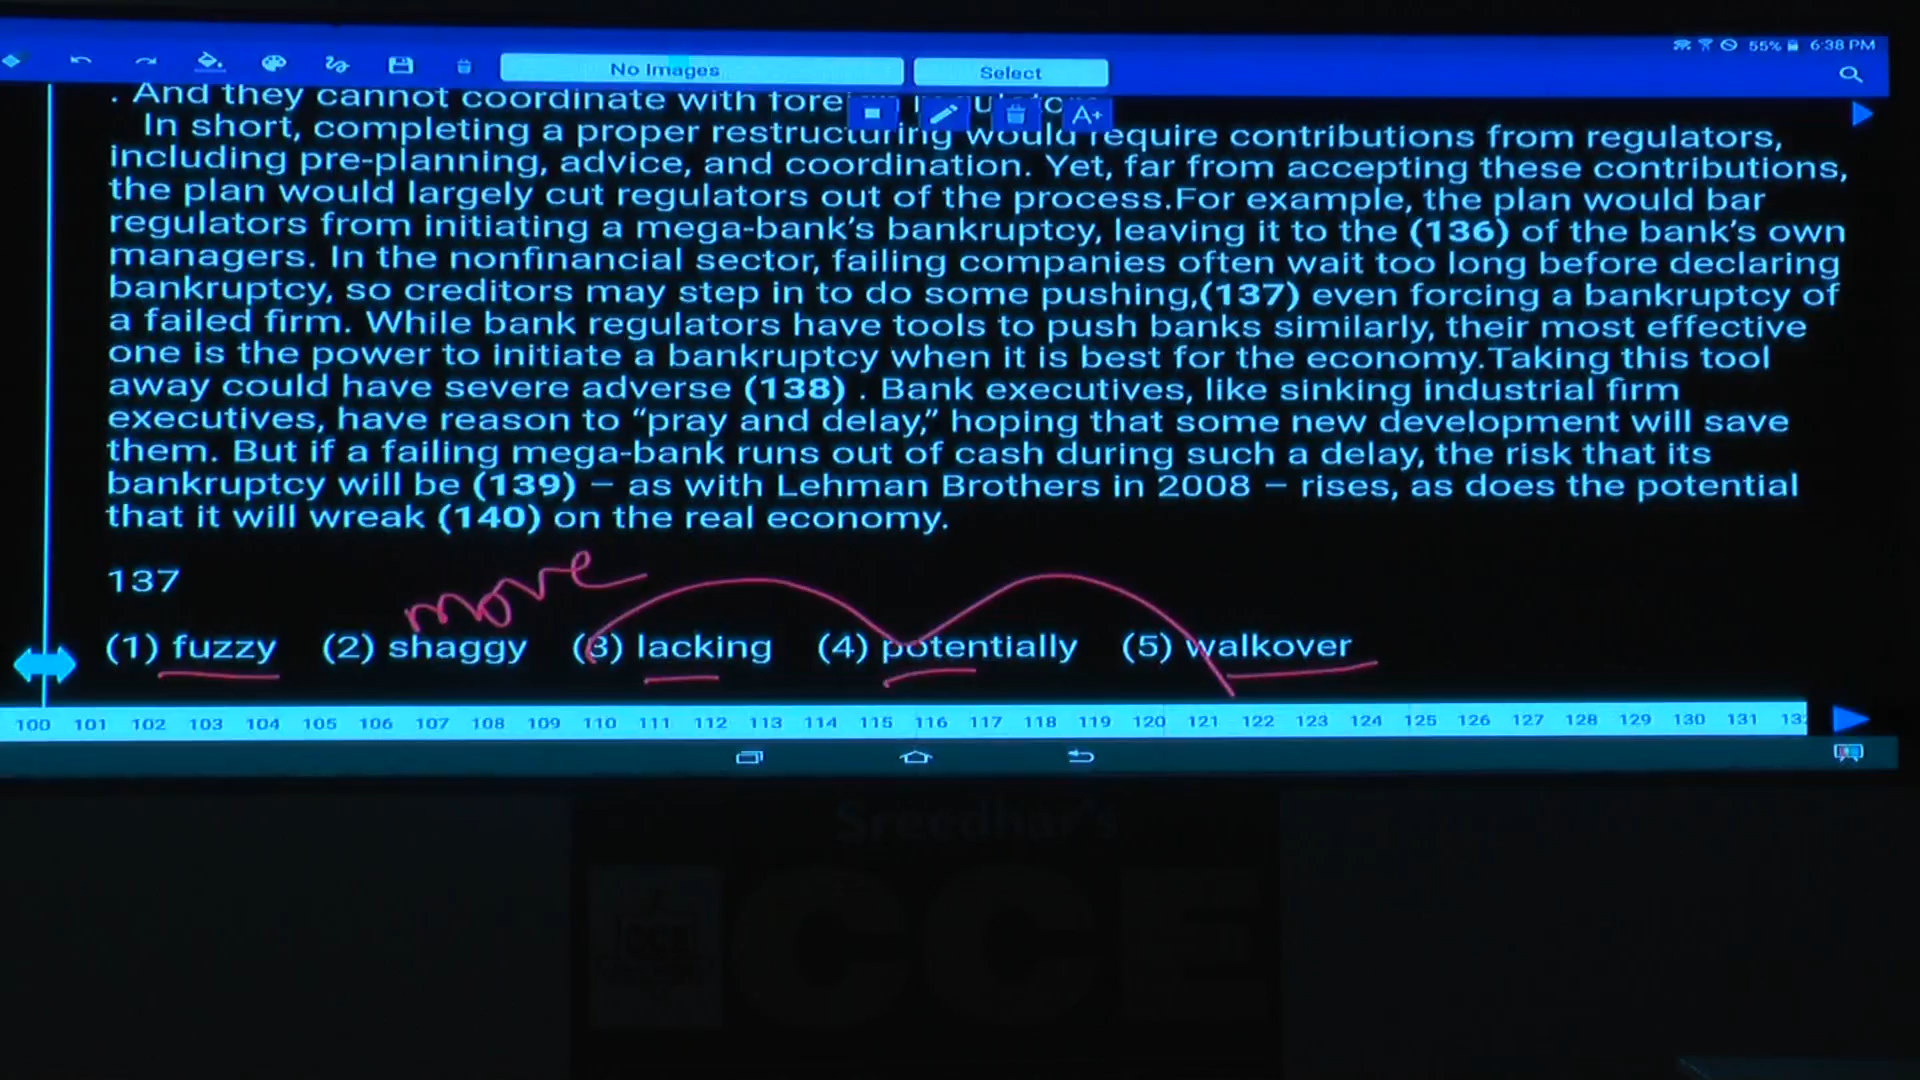 55% 6:38 PM
No Images Select
. And they cannot coordinate with
A+
In short, completing a proper restructuring would require contributions from regulators,
including pre-planning, advice, and coordination. Yet, far from accepting these contributions,
the plan would largely cut regulators out of the process.For example, the plan would bar
regulators from initiating a mega-bank’s bankruptcy, leaving it to the (136) of the bank’s own
managers. In the nonfinancial sector, failing companies often wait too long before declaring
bankruptcy, so creditors may step in to do some pushing,(137) even forcing a bankruptcy of
a failed firm. While bank regulators have tools to push banks similarly, their most effective
one is the power to initiate a bankruptcy when it is best for the economy.Taking this tool
away could have severe adverse (138) . Bank executives, like sinking industrial firm
executives, have reason to “pray and delay,” hoping that some new development will save
them. But if a failing mega-bank runs out of cash during such a delay, the risk that its
bankruptcy will be (139) – as with Lehman Brothers in 2008 – rises, as does the potential
that it will wreak (140) on the real economy.
137
move
(1) fuzzy (2) shaggy (3) lacking (4) potentially (5) walkover
100 101 102 103 104 105 106 107 108 109 110 111 112 113 114 115 116 117 118 119 120 121 122 123 124 125 126 127 128 129 130 131
Sreedhar's
CCE